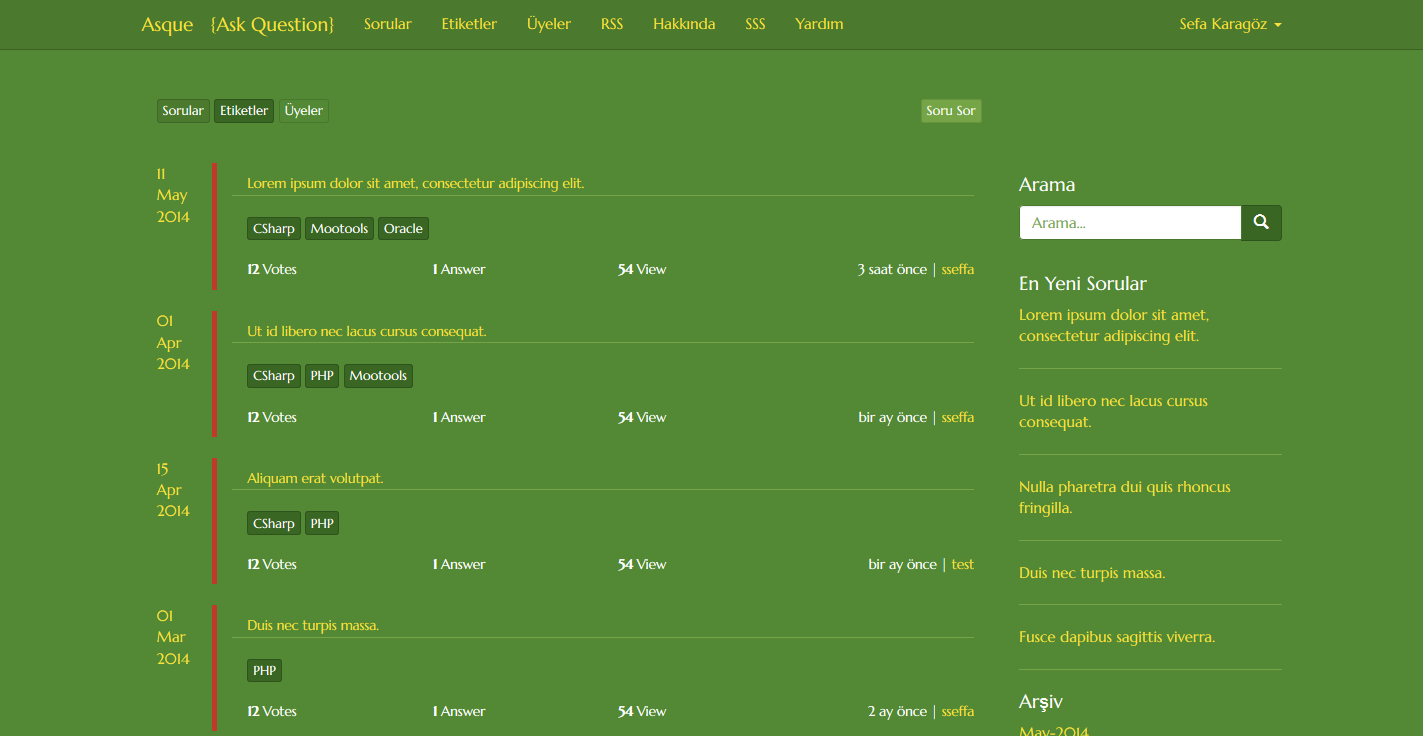 Asque {Ask Question} Sorular Etiketler Üyeler RSS Hakkında SSS Yardım Sefa Karagöz
Sorular Etiketler Üyeler Soru Sor
11
May
2014
Lorem ipsum dolor sit amet, consectetur adipiscing elit.
CSharp Mootools Oracle
12 Votes 1 Answer 54 View 3 saat önce | sseffa
01
Apr
2014
Ut id libero nec lacus cursus consequat.
CSharp PHP Mootools
12 Votes 1 Answer 54 View bir ay önce | sseffa
15
Apr
2014
Aliquam erat volutpat.
CSharp PHP
12 Votes 1 Answer 54 View bir ay önce | test
01
Mar
2014
Duis nec turpis massa.
PHP
12 Votes 1 Answer 54 View 2 ay önce | sseffa
Arama
Arama...
En Yeni Sorular
Lorem ipsum dolor sit amet,
consectetur adipiscing elit.
Ut id libero nec lacus cursus
consequat.
Nulla pharetra dui quis rhoncus
fringilla.
Duis nec turpis massa.
Fusce dapibus sagittis viverra.
Arşiv
May-2014